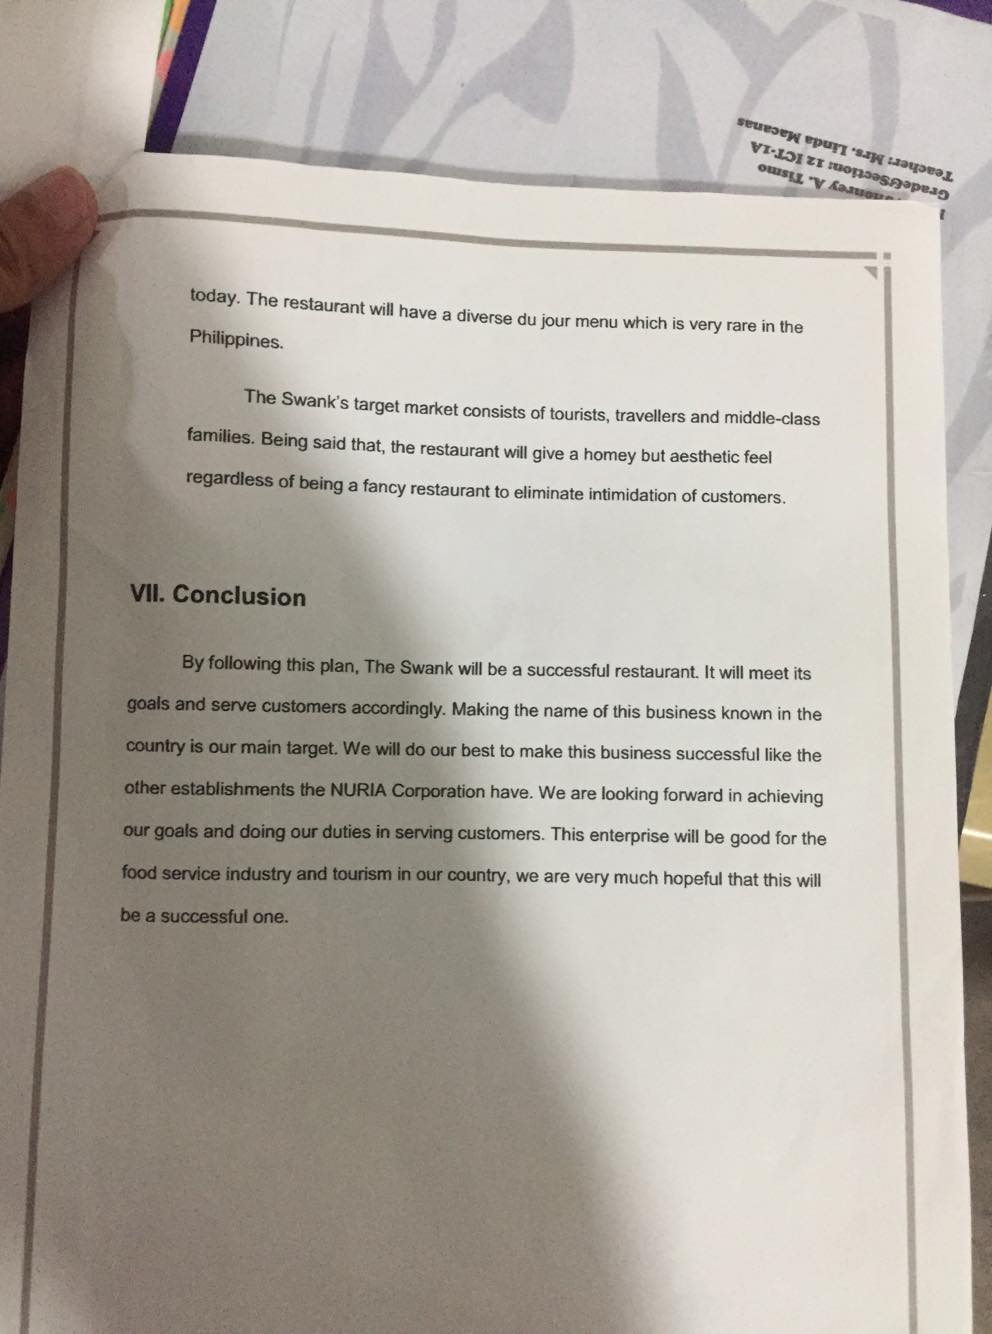 Teacher: Mrs. Linda Macanas
Grade&Section: 12 ICT-1A
A. Tismo
today. The restaurant will have a diverse du jour menu which is very rare in the
Philippines.
The Swank's target market consists of tourists, travellers and middle-class
families. Being said that, the restaurant will give a homey but aesthetic feel
regardless of being a fancy restaurant to eliminate intimidation of customers.
VII. Conclusion
By following this plan, The Swank will be a successful restaurant. It will meet its
goals and serve customers accordingly. Making the name of this business known in the
country is our main target. We will do our best to make this business successful like the
other establishments the NURIA Corporation have. We are looking forward in achieving
our goals and doing our duties in serving customers. This enterprise will be good for the
food service industry and tourism in our country, we are very much hopeful that this will
be a successful one.